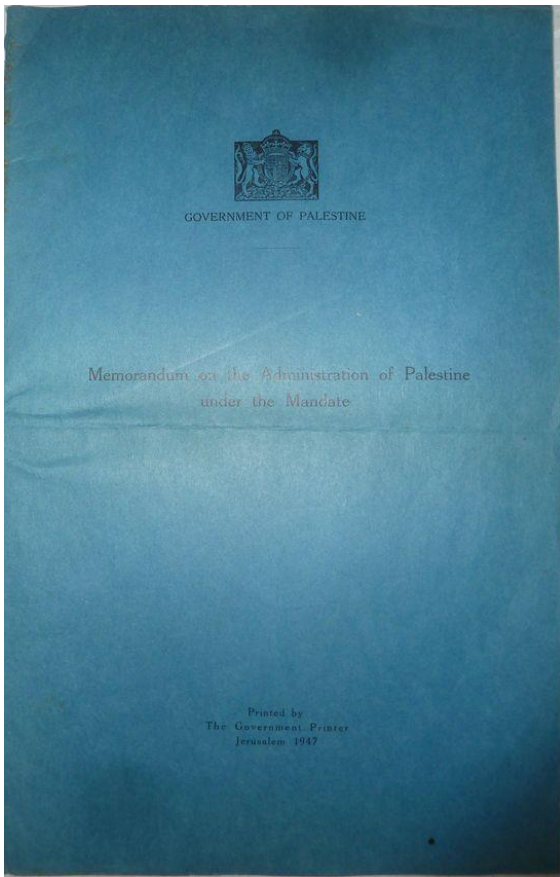 GOVERNMENT OF PALESTINE
Memorandum on the Administration of Palestine
under the Mandate
Printed by
The Government Printer
Jerusalem 1947